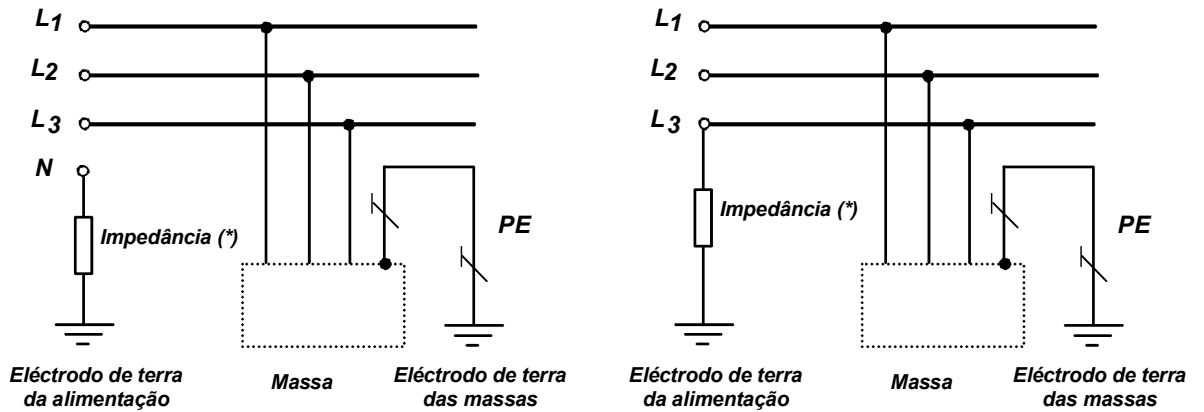 L1
L2
L3
N
Impedância (*)
PE
Eléctrodo de terra
da alimentação
Massa
Eléctrodo de terra
das massas
L1
L2
L3
Impedância (*)
PE
Eléctrodo de terra
da alimentação
Massa
Eléctrodo de terra
das massas